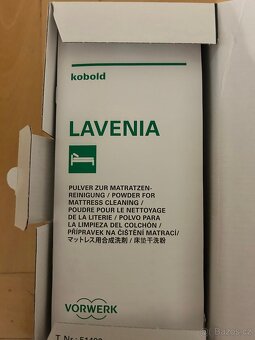 kobold
LAVENIA
PULVER ZUR MATRATZEN-
REINIGUNG / POWDER FOR
MATTRESS CLEANING /
POUDRE POUR LE NETTOYAGE
DE LA LITERIE / POLVO PARA
LA LIMPIEZA DEL COLCHÓN /
PŘÍPRAVEK NA ČIŠTĚNÍ MATRACÍ/
マットレス用合成洗剤 / 床垫干洗粉
VORWERK